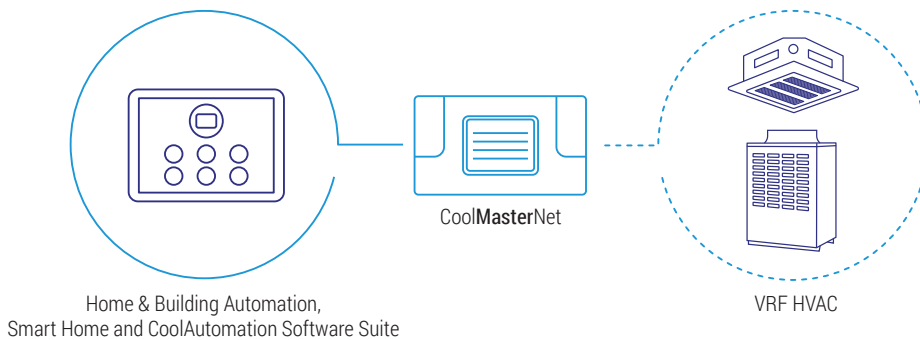 CoolMasterNet
Home & Building Automation,
Smart Home and CoolAutomation Software Suite
VRF HVAC